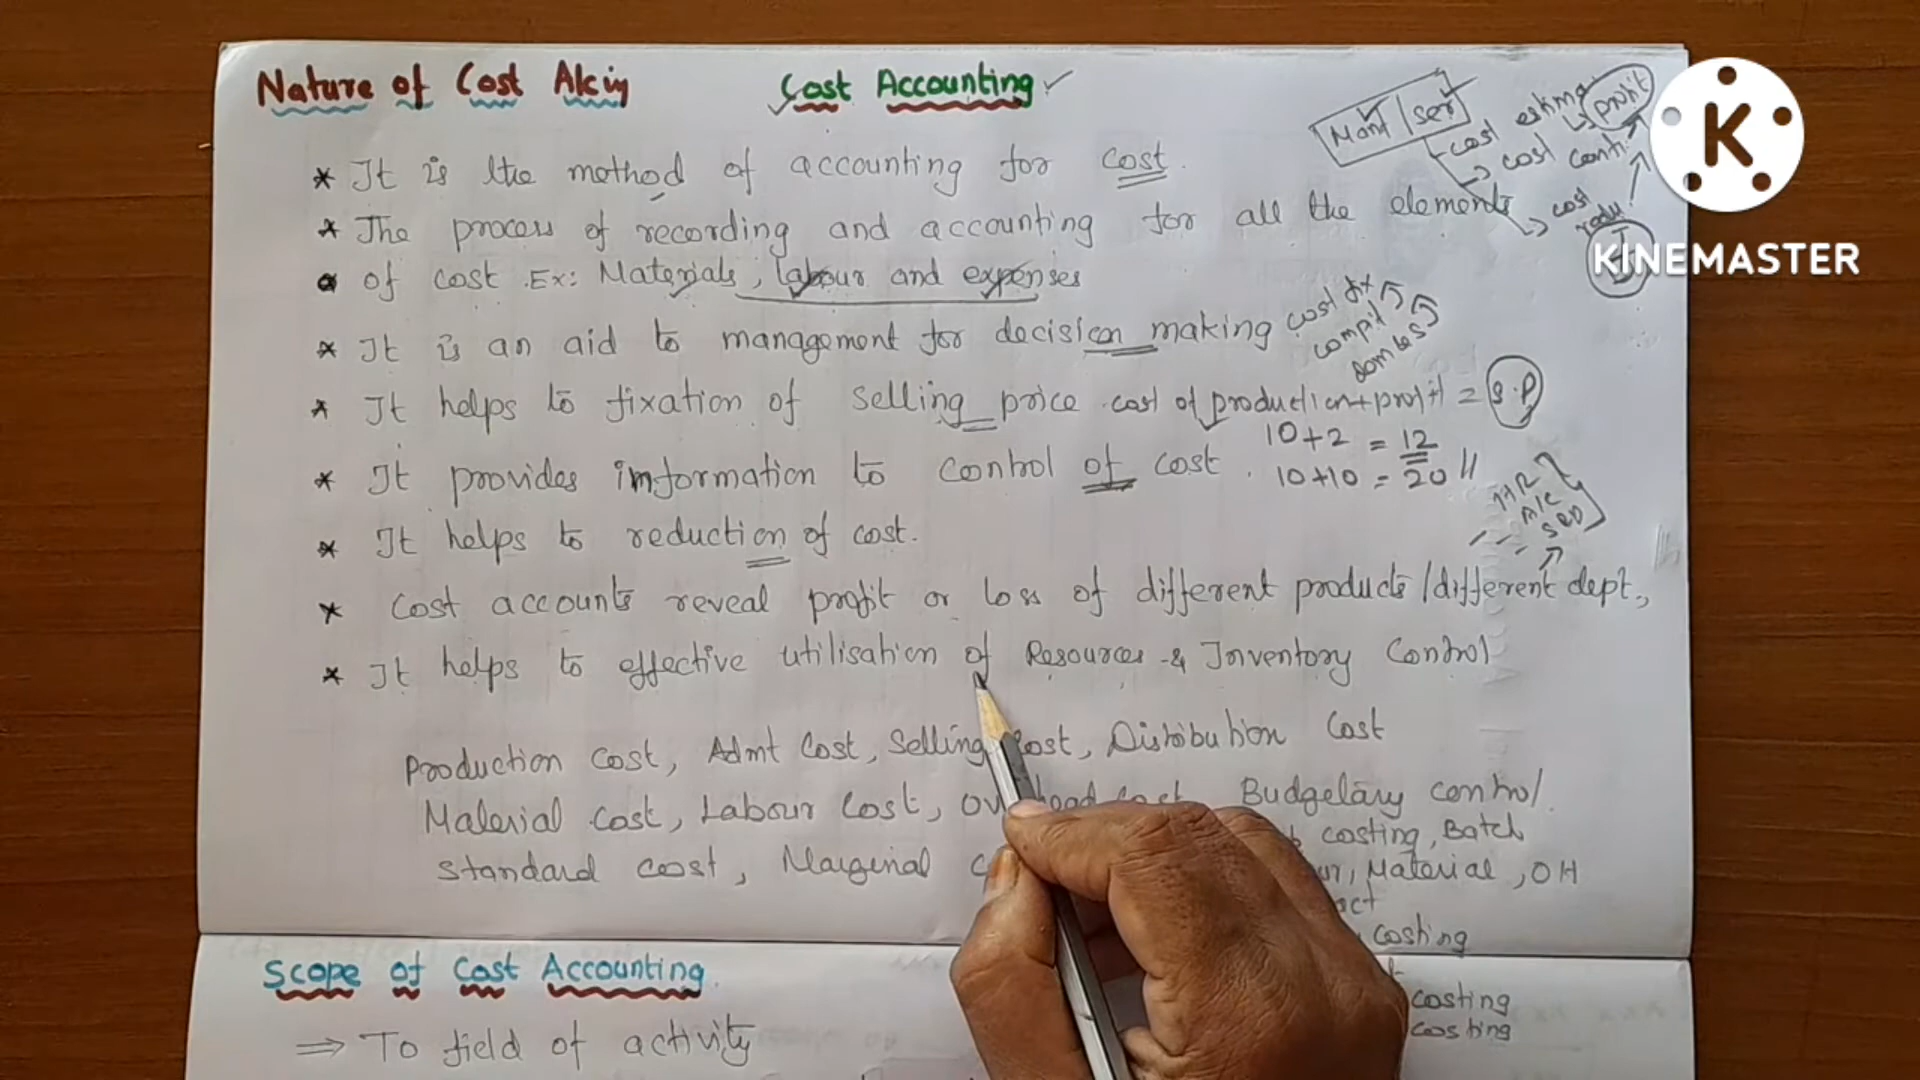 Nature of Cost A/cing Cost Accounting
Manf / ser
cost estima
profit
cost cont
cost redu
K
KINEMASTER
* It is the method of accounting for cost.
* The process of recording and accounting for all the elements
of cost. Ex: Materials, labour and expenses
* It is an aid to management for decision making
cost fix
* It helps to fixation of selling price. cost of production + profit = S.P
10+2 = 12
* It provides information to control of cost.
10+10 = 20 //
* It helps to reduction of cost.
HR
A/C
* Cost accounts reveal profit or loss of different products / different dept.,
* It helps to effective utilisation of Resources & Inventory Control
Production Cost, Admt Cost, Selling Cost, Distribution Cost
Material Cost, Labour Cost, Budgetary control.
costing, Batch
standard cost, Marginal
Material, OH
costing
Scope of Cost Accounting
costing
costing
⇒ To field of activity